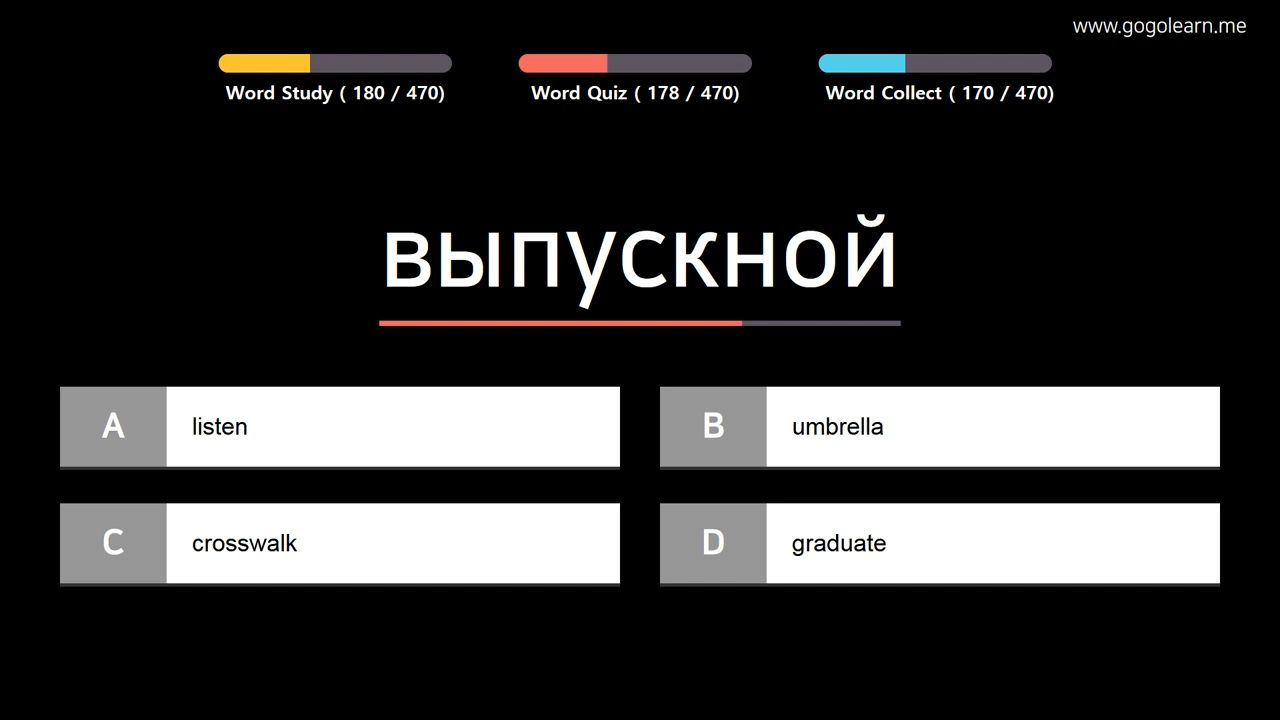 www.gogolearn.me
Word Study ( 180 / 470)
Word Quiz ( 178 / 470)
Word Collect ( 170 / 470)
выпускной
A listen
B umbrella
C crosswalk
D graduate